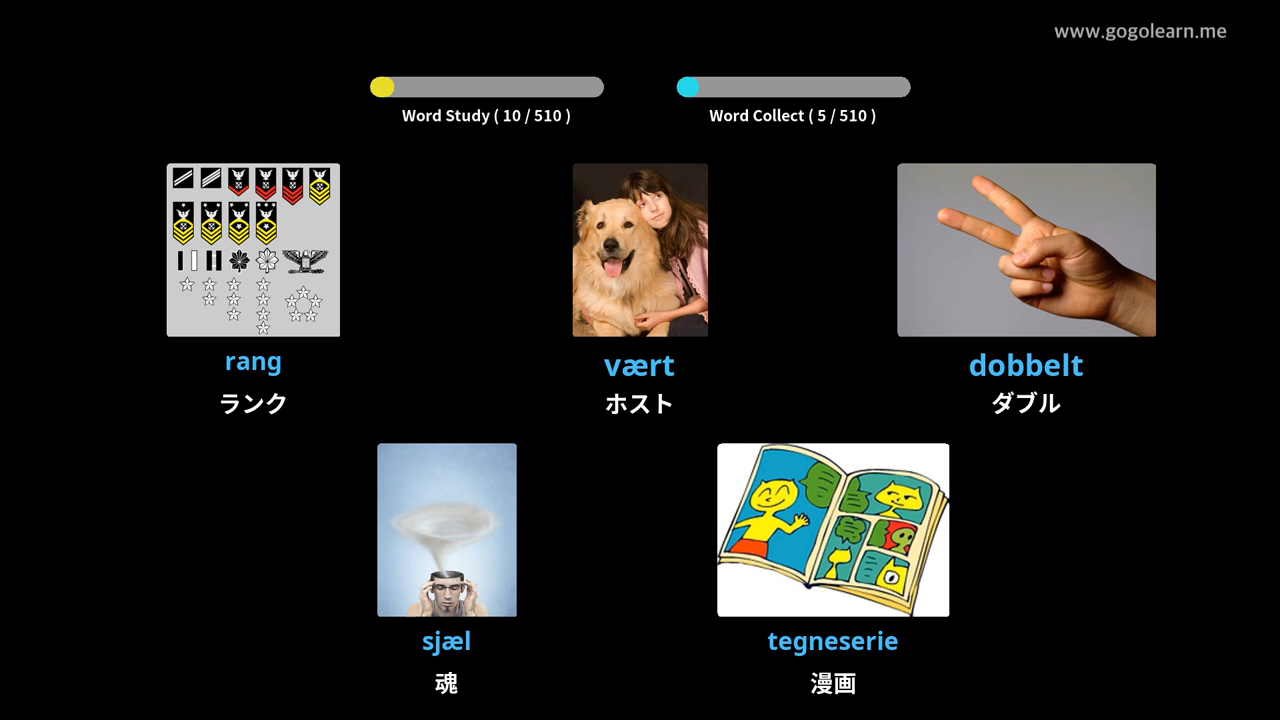 www.gogolearn.me
Word Study ( 10 / 510 )
Word Collect ( 5 / 510 )
rang
ランク
vært
ホスト
dobbelt
ダブル
sjæl
魂
tegneserie
漫画